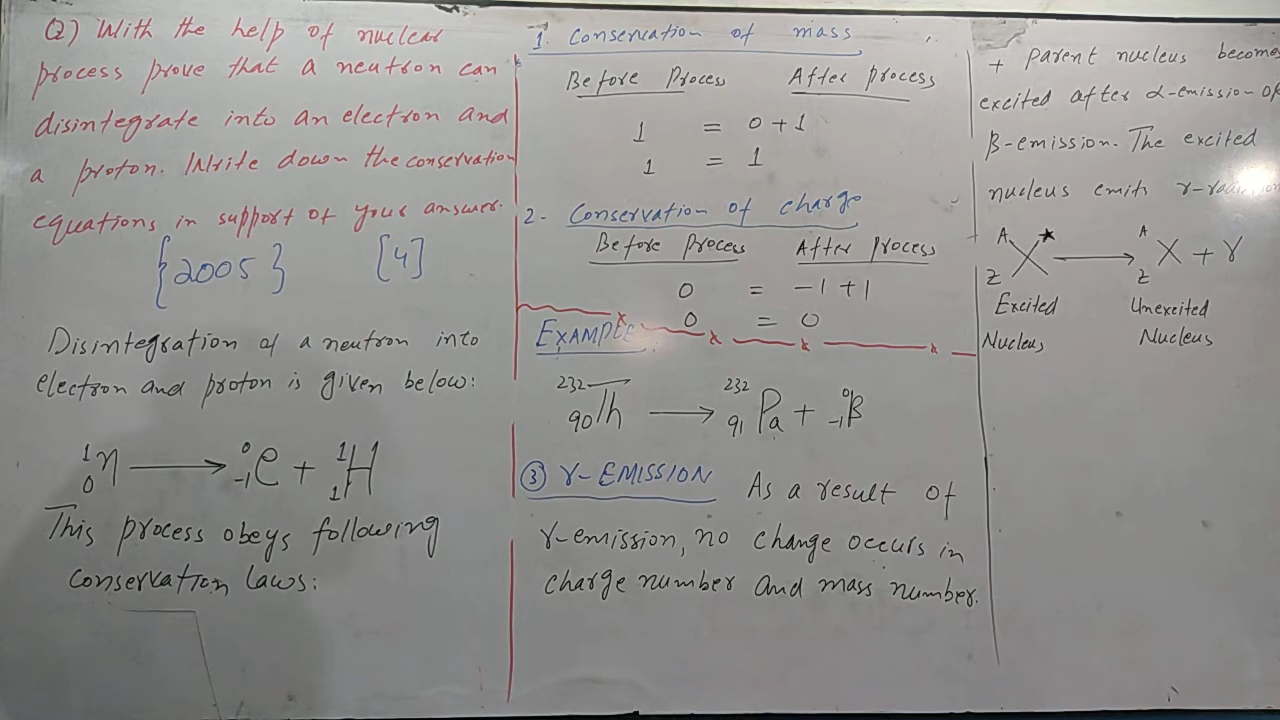 Q) With the help of nuclear
process prove that a neutron can
disintegrate into an electron and
a proton. Write down the conservation
equations in support of your answer.
{2005} [4]
Disintegration of a neutron into
electron and proton is given below:
¹₀n ⟶ ⁰₋₁e + ¹₁H
This process obeys following
conservation laws:
1. Conservation of mass
Before Process After process
1 = 0 + 1
1 = 1
2- Conservation of charge
Before Process After process
0 = -1 + 1
0 = 0
EXAMPLE
²³²₉₀Th ⟶ ²³²₉₁Pa + ⁰₋₁β
③ γ-EMISSION As a result of
γ-emission, no change occurs in
charge number and mass number.
+ parent nucleus becomes
excited after α-emission or
β-emission. The excited
nucleus emits γ-radiation
ᴬ_Z X* ⟶ ᴬ_Z X + γ
Excited Unexcited
Nucleus Nucleus